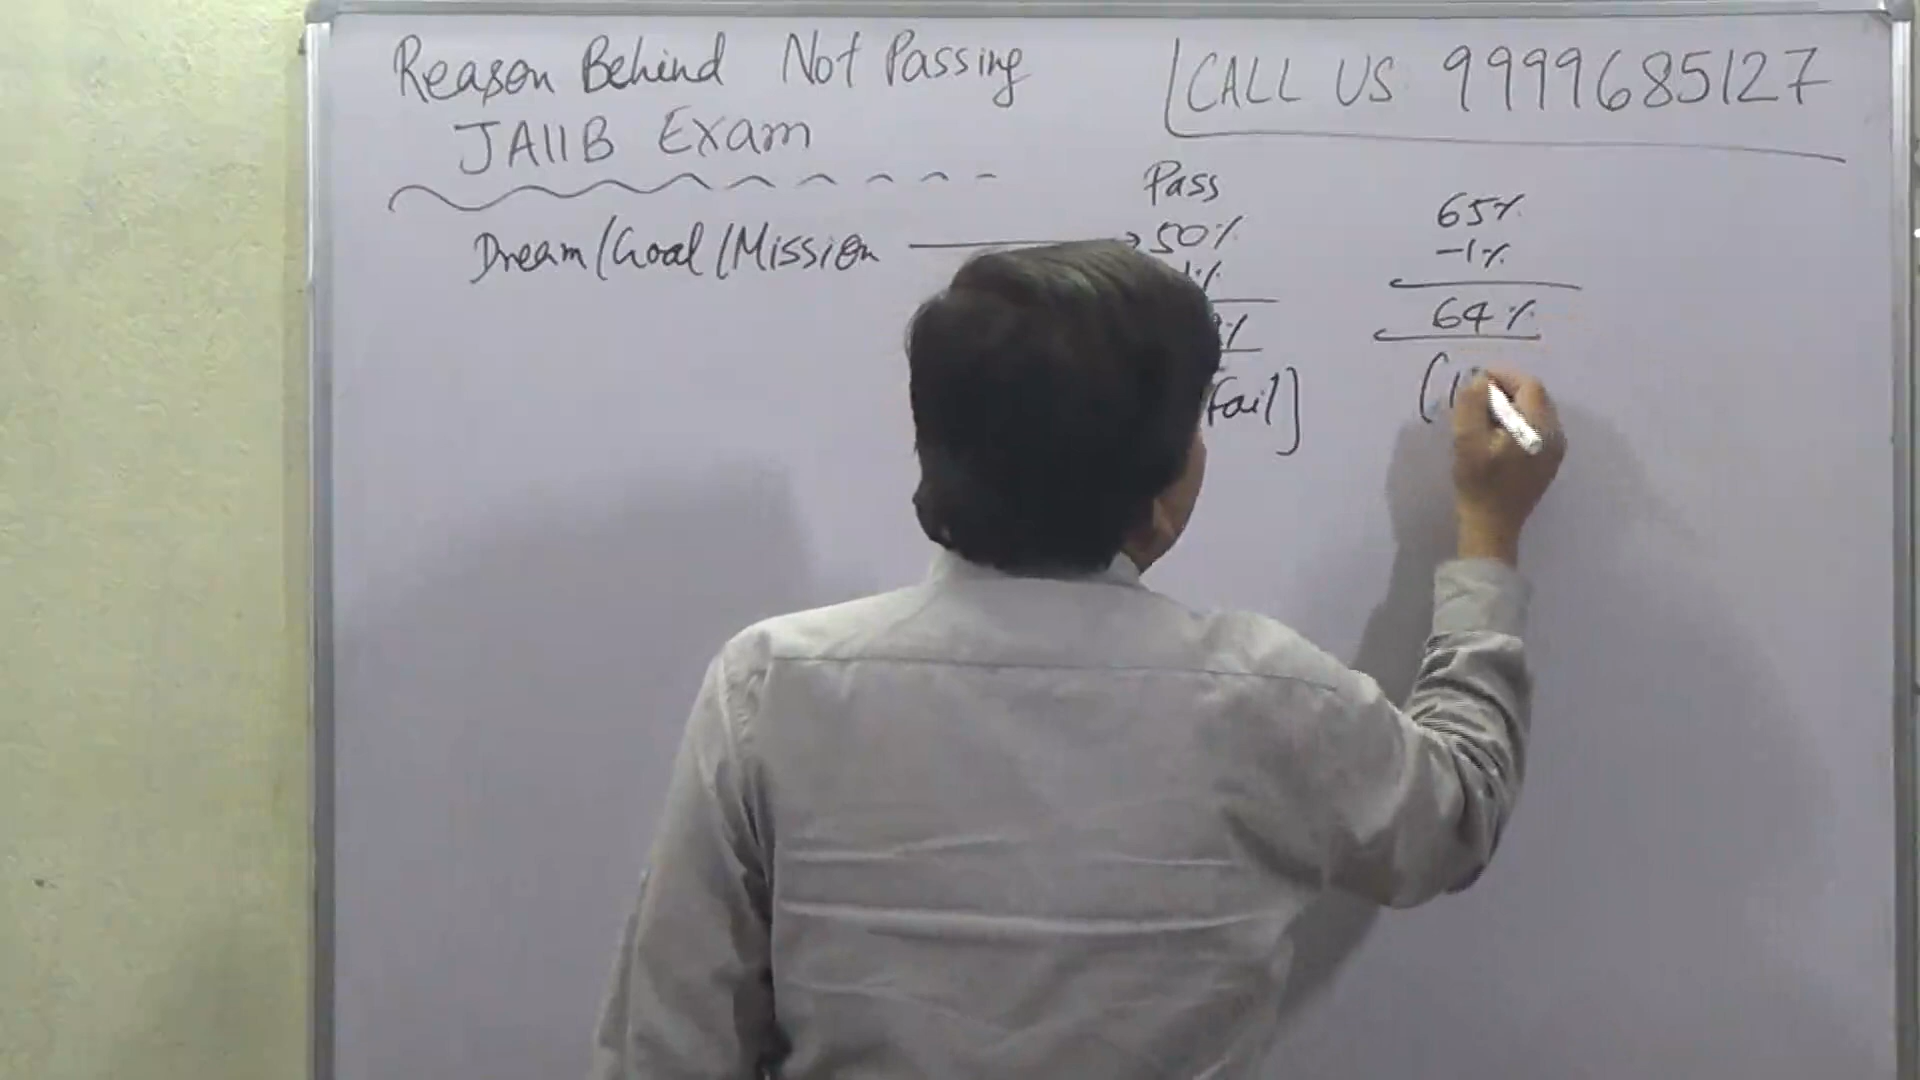 Reason Behind Not Passing
JAIIB Exam
CALL US 9999685127
Dream/Goal/Mission
Pass
50%
65%
-1%
64%
fail]